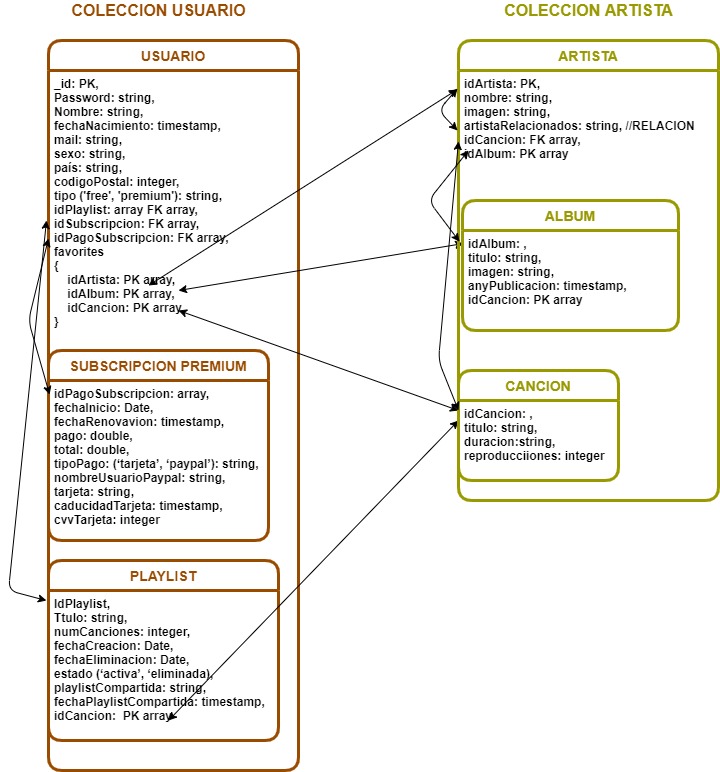 COLECCION USUARIO
USUARIO
_id: PK,
Password: string,
Nombre: string,
fechaNacimiento: timestamp,
mail: string,
sexo: string,
país: string,
codigoPostal: integer,
tipo ('free', 'premium'): string,
idPlaylist: array FK array,
idSubscripcion: FK array,
idPagoSubscripcion: FK array,
favorites
{
idArtista: PK array,
idAlbum: PK array,
idCancion: PK array,
}
SUBSCRIPCION PREMIUM
idPagoSubscripcion: array,
fechaInicio: Date,
fechaRenovavion: timestamp,
pago: double,
total: double,
tipoPago: (‘tarjeta’, ‘paypal’): string,
nombreUsuarioPaypal: string,
tarjeta: string,
caducidadTarjeta: timestamp,
cvvTarjeta: integer
PLAYLIST
IdPlaylist,
Ttulo: string,
numCanciones: integer,
fechaCreacion: Date,
fechaEliminacion: Date,
estado (‘activa’, ‘eliminada),
playlistCompartida: string,
fechaPlaylistCompartida: timestamp,
idCancion: PK array
COLECCION ARTISTA
ARTISTA
idArtista: PK,
nombre: string,
imagen: string,
artistaRelacionados: string, //RELACION
idCancion: FK array,
idAlbum: PK array
ALBUM
idAlbum: ,
titulo: string,
imagen: string,
anyPublicacion: timestamp,
idCancion: PK array
CANCION
idCancion: ,
titulo: string,
duracion:string,
reproducciiones: integer